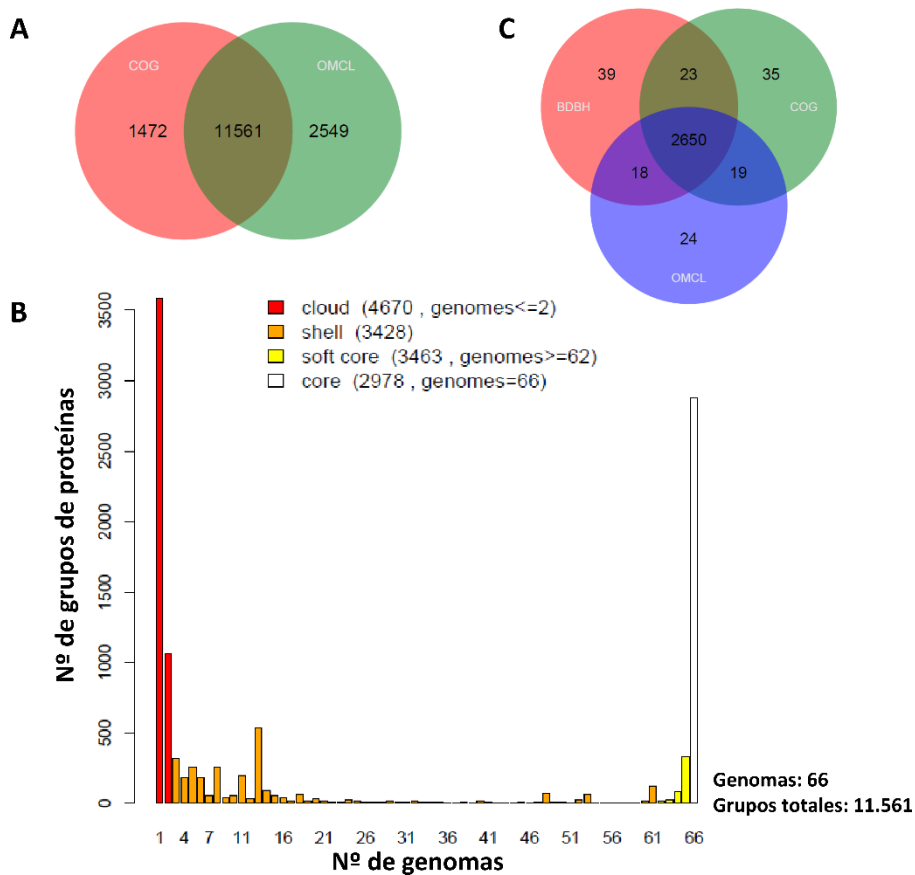 A
COG
OMCL
1472
11561
2549
C
39
23
35
BDBH
COG
2650
18
19
24
OMCL
B
cloud (4670 , genomes<=2)
shell (3428)
soft core (3463 , genomes>=62)
core (2978 , genomes=66)
Nº de grupos de proteínas
3500
3000
2500
2000
1500
1000
500
0
1 4 7 11 16 21 26 31 36 41 46 51 56 61 66
Nº de genomas
Genomas: 66
Grupos totales: 11.561